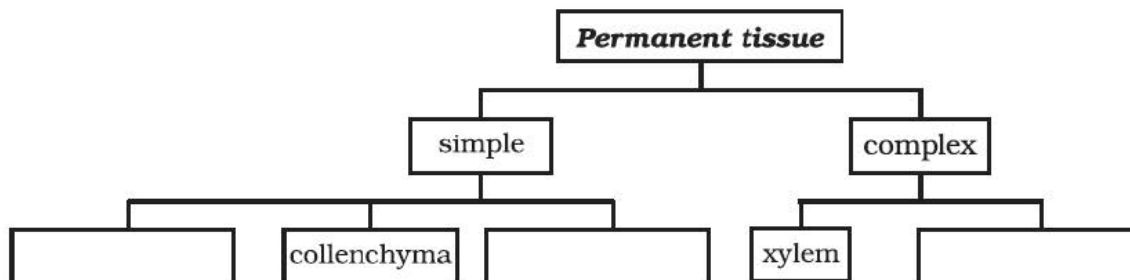 Permanent tissue
simple
complex
collenchyma
xylem